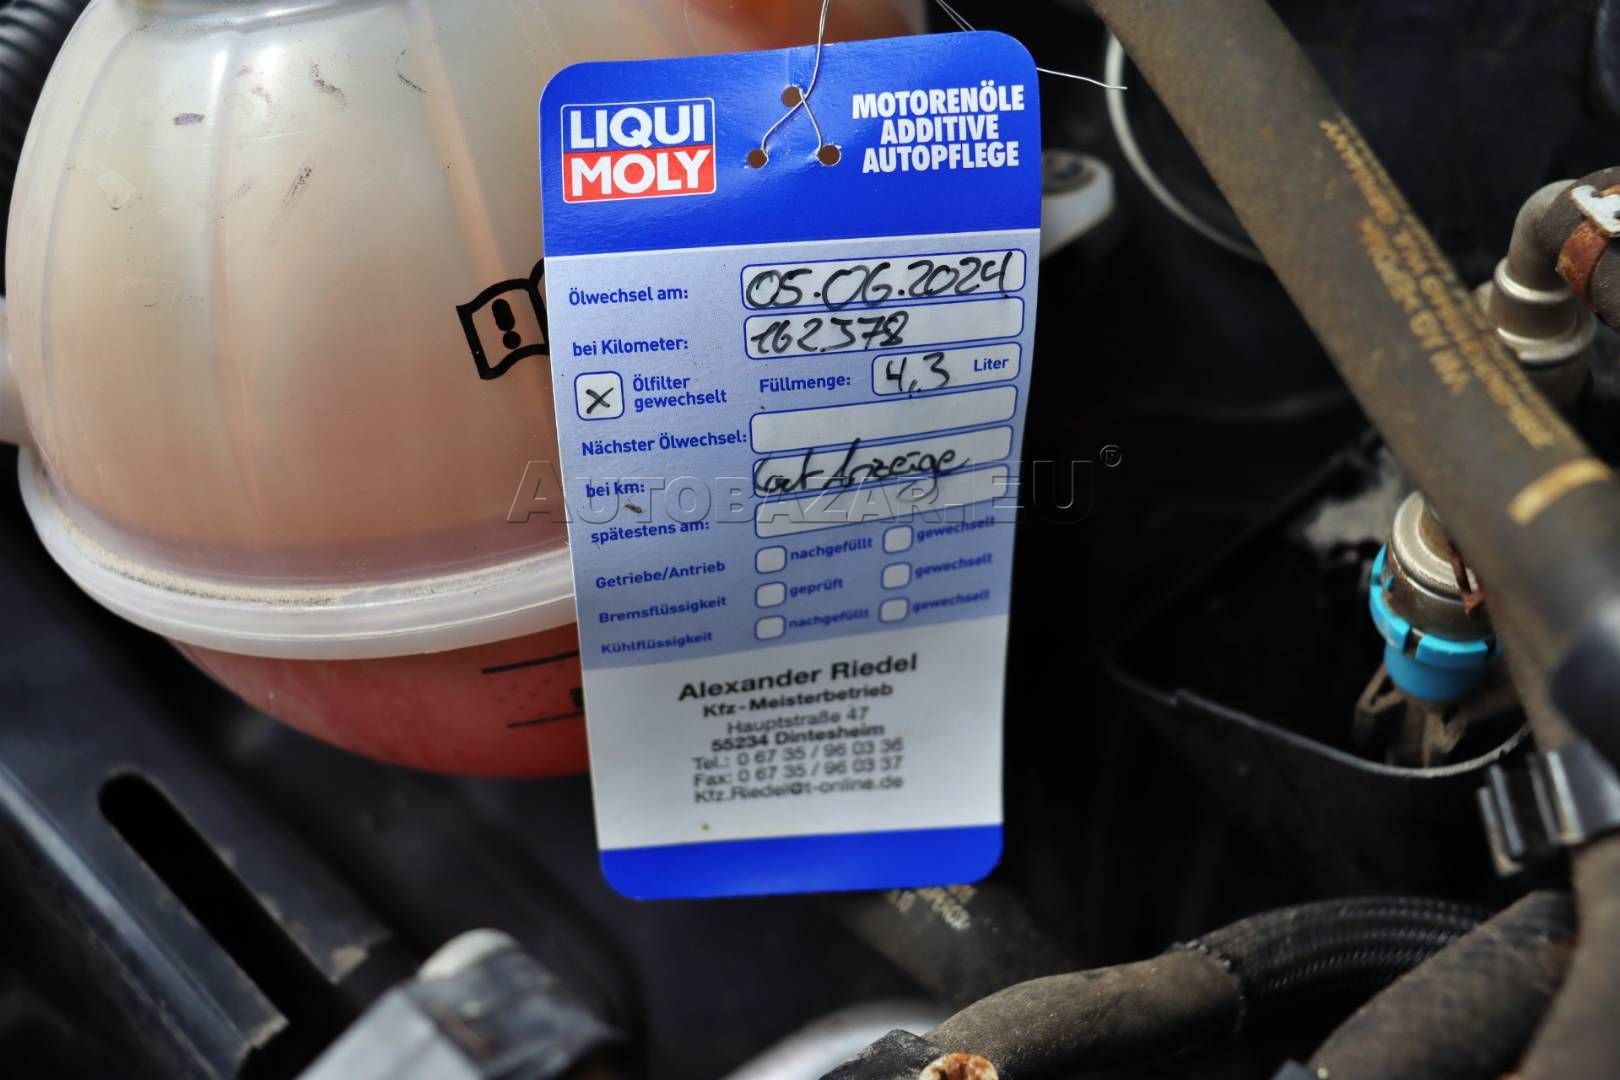 LIQUI
MOLY
MOTORENÖLE
ADDITIVE
AUTOPFLEGE
Ölwechsel am: 05.06.2024
bei Kilometer: 162.578
x Ölfilter gewechselt
Füllmenge: 4,3 Liter
Nächster Ölwechsel:
bei km: Laut Anzeige
AUTOBAZAR.EU®
spätestens am:
Getriebe/Antrieb nachgefüllt gewechselt
Bremsflüssigkeit geprüft gewechselt
Kühlflüssigkeit nachgefüllt gewechselt
Alexander Riedel
Kfz-Meisterbetrieb
Hauptstraße 47
55234 Dintesheim
Tel.: 0 67 35 / 96 03 36
Fax: 0 67 35 / 96 03 37
Kfz.Riedel@t-online.de